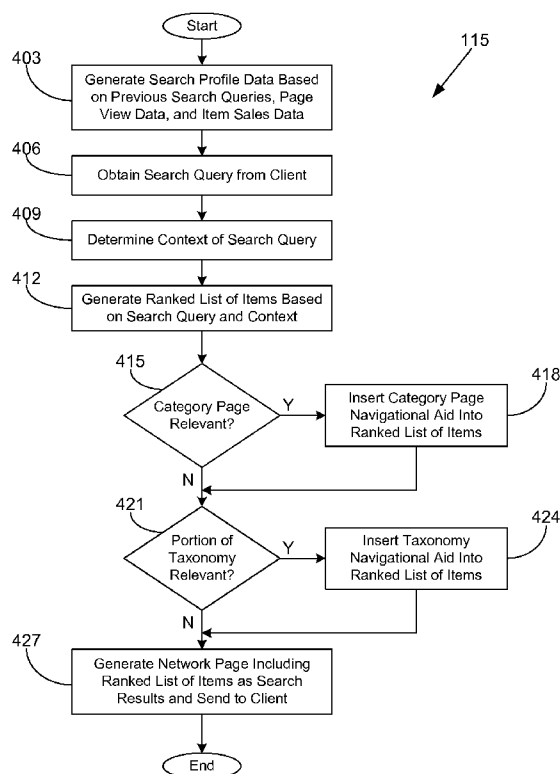 Start
115
403
Generate Search Profile Data Based
on Previous Search Queries, Page
View Data, and Item Sales Data
406
Obtain Search Query from Client
409
Determine Context of Search Query
412
Generate Ranked List of Items Based
on Search Query and Context
415
Category Page
Relevant?
Y
418
Insert Category Page
Navigational Aid Into
Ranked List of Items
N
421
Portion of
Taxonomy
Relevant?
Y
424
Insert Taxonomy
Navigational Aid Into
Ranked List of Items
N
427
Generate Network Page Including
Ranked List of Items as Search
Results and Send to Client
End